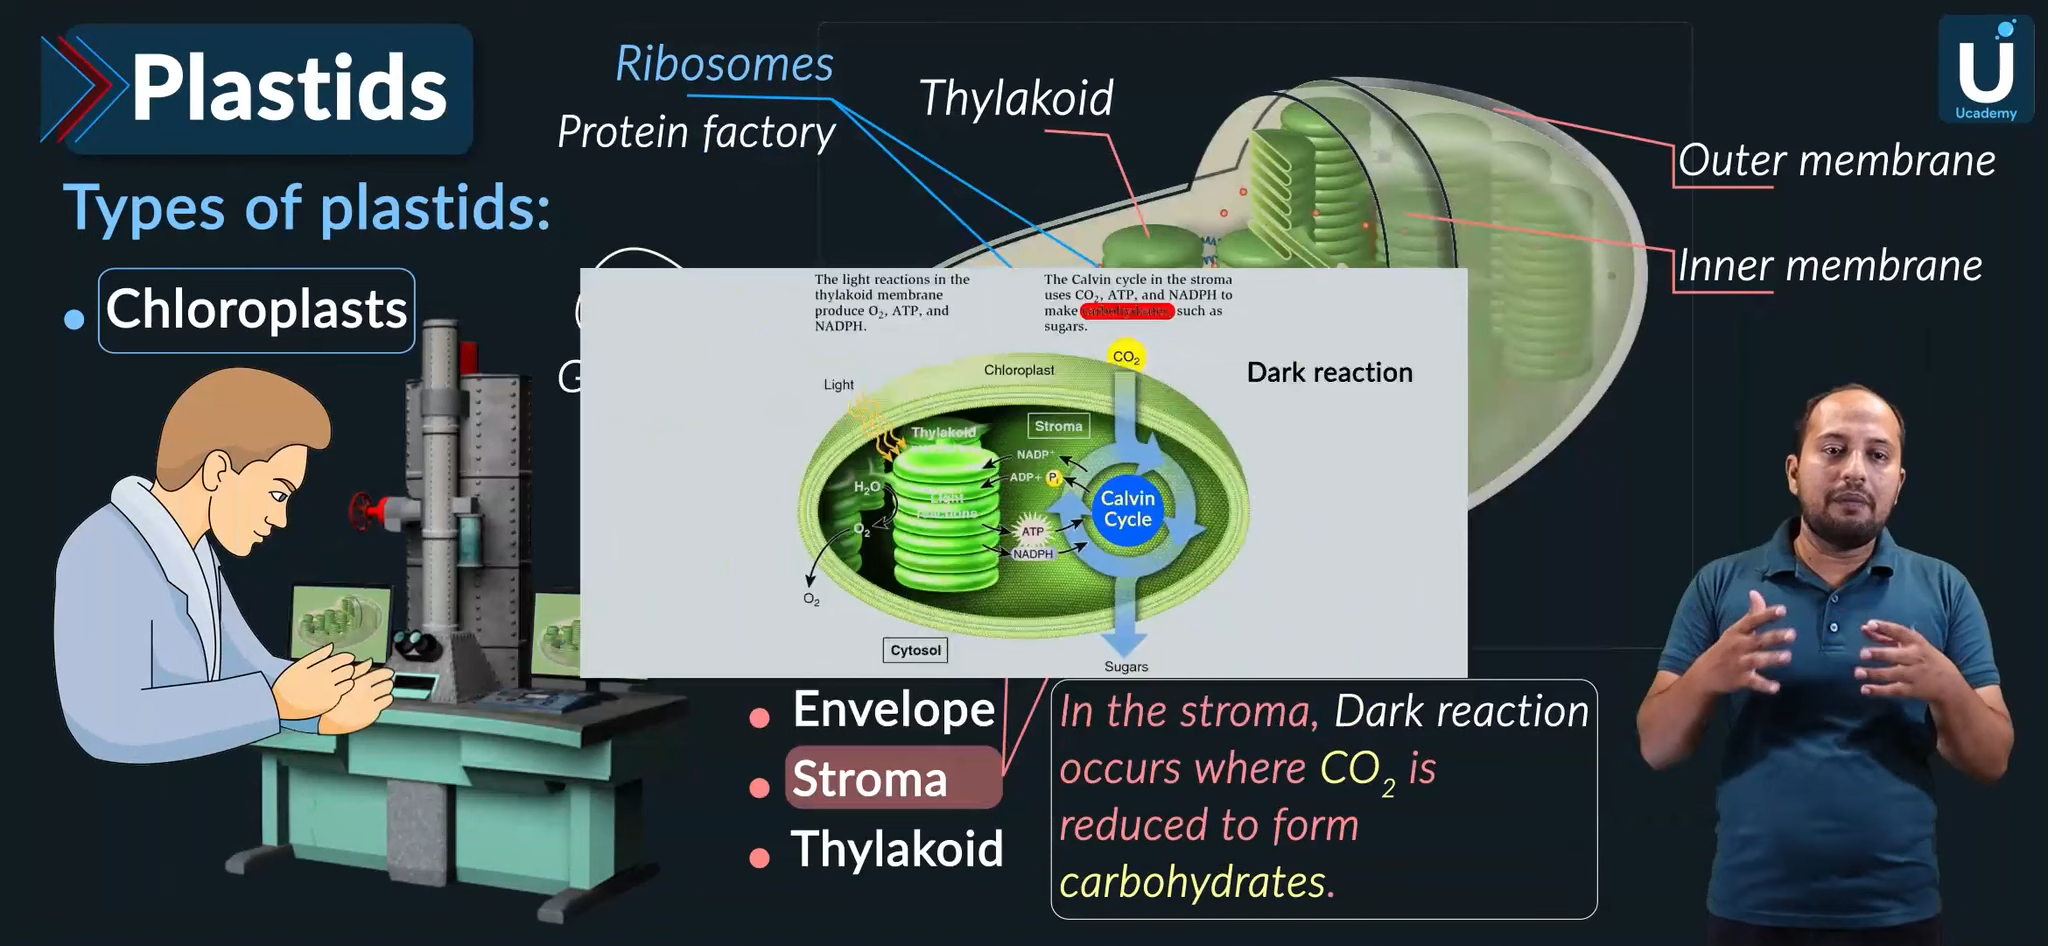 Plastids
Types of plastids:
Chloroplasts
Ribosomes
Protein factory
Thylakoid
Outer membrane
Inner membrane
U
Ucademy
G
The light reactions in the
thylakoid membrane
produce O₂, ATP, and
NADPH.
The Calvin cycle in the stroma
uses CO₂, ATP, and NADPH to
make carbohydrates, such as
sugars.
CO₂
Chloroplast
Dark reaction
Light
Thylakoid
Stroma
NADP⁺
ADP+ Pᵢ
H₂O
Light
reactions
Calvin
Cycle
O₂
ATP
NADPH
O₂
Cytosol
Sugars
Envelope
Stroma
Thylakoid
In the stroma, Dark reaction
occurs where CO₂ is
reduced to form
carbohydrates.